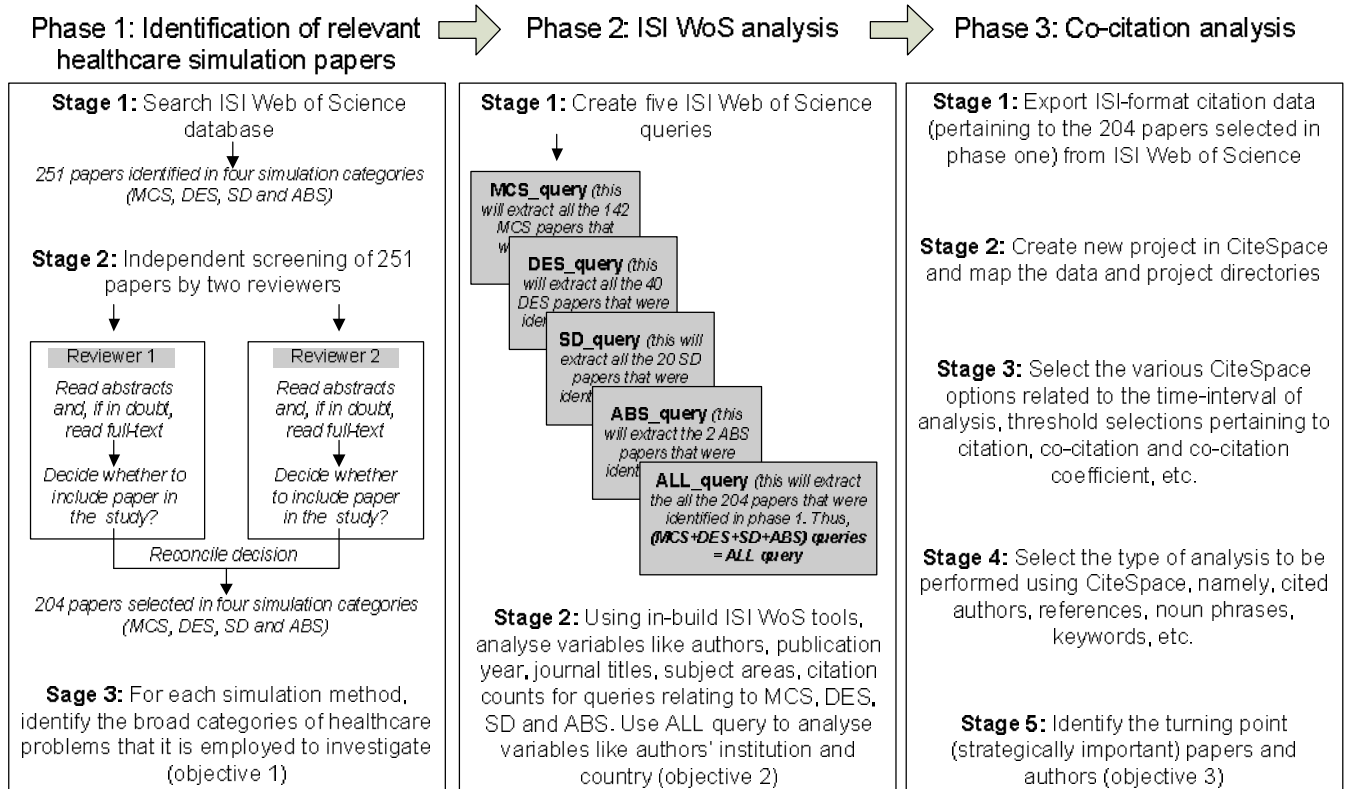 Phase 1: Identification of relevant
healthcare simulation papers
Phase 2: ISI WoS analysis
Phase 3: Co-citation analysis
Stage 1: Search ISI Web of Science
database
251 papers identified in four simulation categories
(MCS, DES, SD and ABS)
Stage 2: Independent screening of 251
papers by two reviewers
Reviewer 1
Read abstracts
and, if in doubt,
read full-text
Decide whether to
include paper in
the study?
Reviewer 2
Read abstracts
and, if in doubt,
read full-text
Decide whether
to include paper
in the study?
Reconcile decision
204 papers selected in four simulation categories
(MCS, DES, SD and ABS)
Sage 3: For each simulation method,
identify the broad categories of healthcare
problems that it is employed to investigate
(objective 1)
Stage 1: Create five ISI Web of Science
queries
MCS_query (this
will extract all the 142
MCS papers that
DES_query (this
will extract all the 40
DES papers that were
SD_query (this will
extract all the 20 SD
papers that were
ABS_query (this
will extract the 2 ABS
papers that were
ALL_query (this will extract
the all the 204 papers that were
identified in phase 1. Thus,
(MCS+DES+SD+ABS) queries
= ALL query
Stage 2: Using in-build ISI WoS tools,
analyse variables like authors, publication
year, journal titles, subject areas, citation
counts for queries relating to MCS, DES,
SD and ABS. Use ALL query to analyse
variables like authors' institution and
country (objective 2)
Stage 1: Export ISI-format citation data
(pertaining to the 204 papers selected in
phase one) from ISI Web of Science
Stage 2: Create new project in CiteSpace
and map the data and project directories
Stage 3: Select the various CiteSpace
options related to the time-interval of
analysis, threshold selections pertaining to
citation, co-citation and co-citation
coefficient, etc.
Stage 4: Select the type of analysis to be
performed using CiteSpace, namely, cited
authors, references, noun phrases,
keywords, etc.
Stage 5: Identify the turning point
(strategically important) papers and
authors (objective 3)